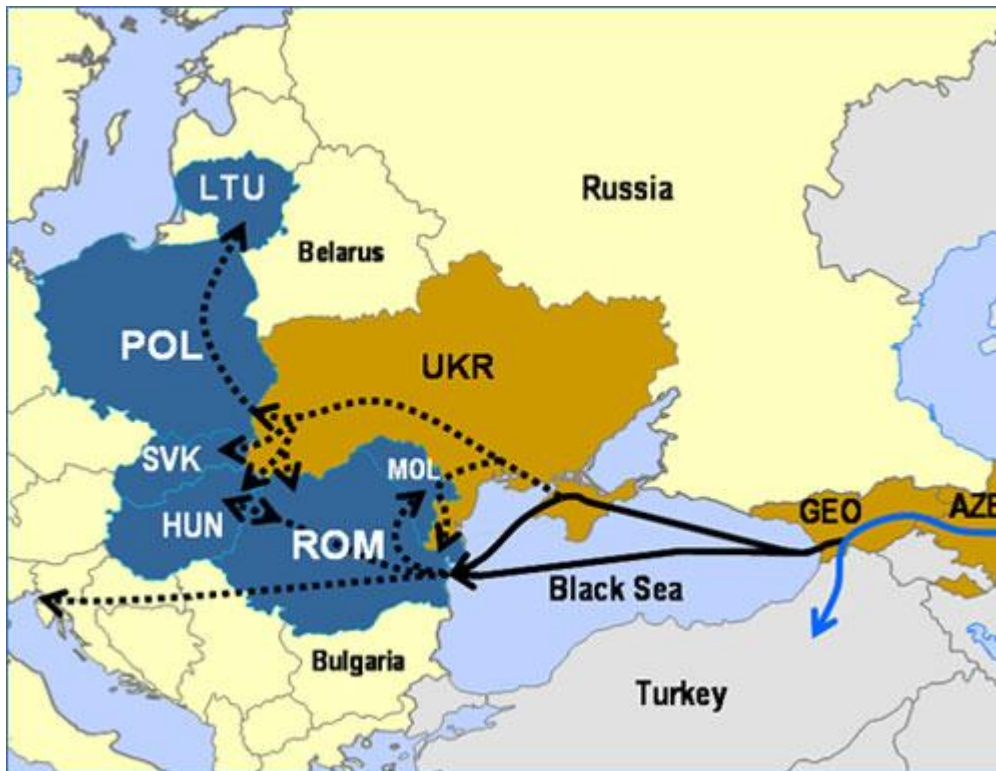 LTU
Russia
Belarus
POL
UKR
SVK
MOL
HUN
ROM
GEO
AZE
Black Sea
Bulgaria
Turkey